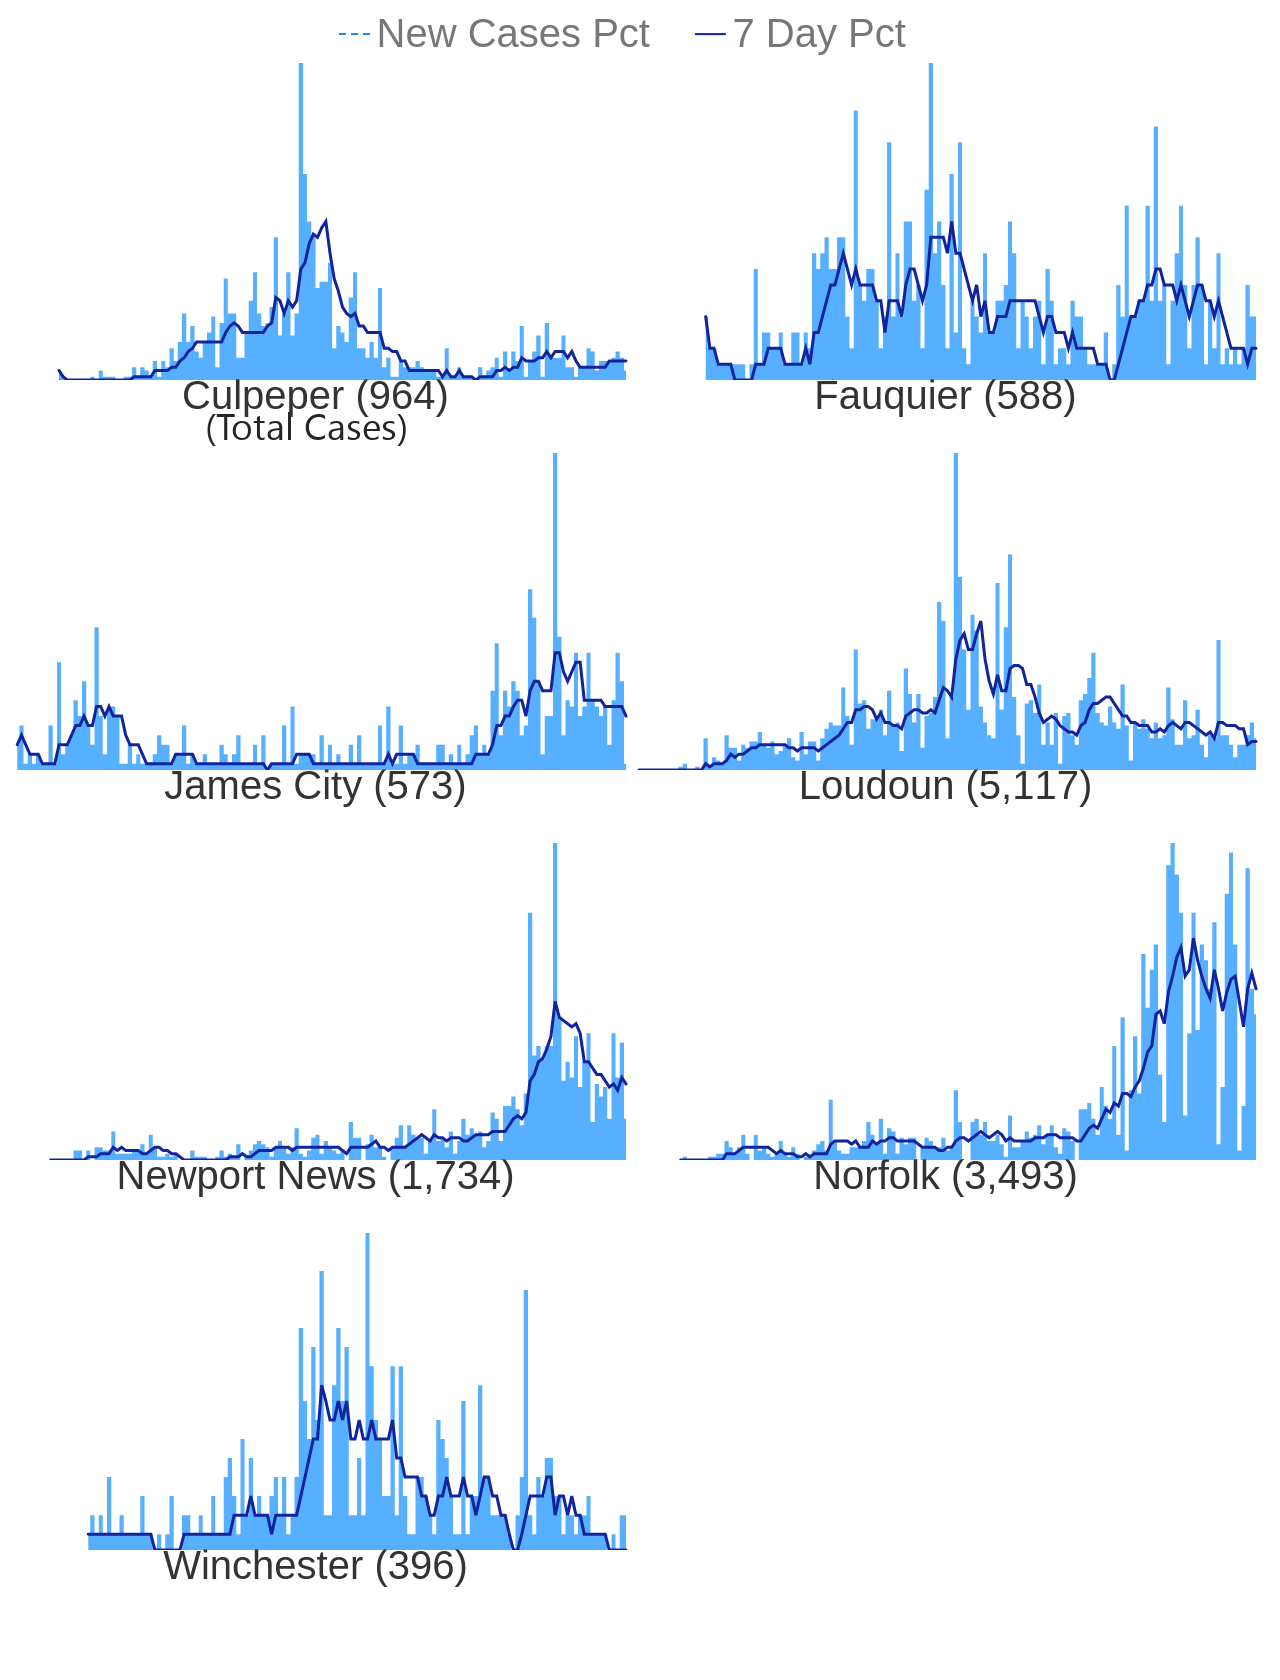 New Cases Pct 7 Day Pct
Culpeper (964) Fauquier (588)
(Total Cases)
James City (573) Loudoun (5,117)
Newport News (1,734) Norfolk (3,493)
Winchester (396)